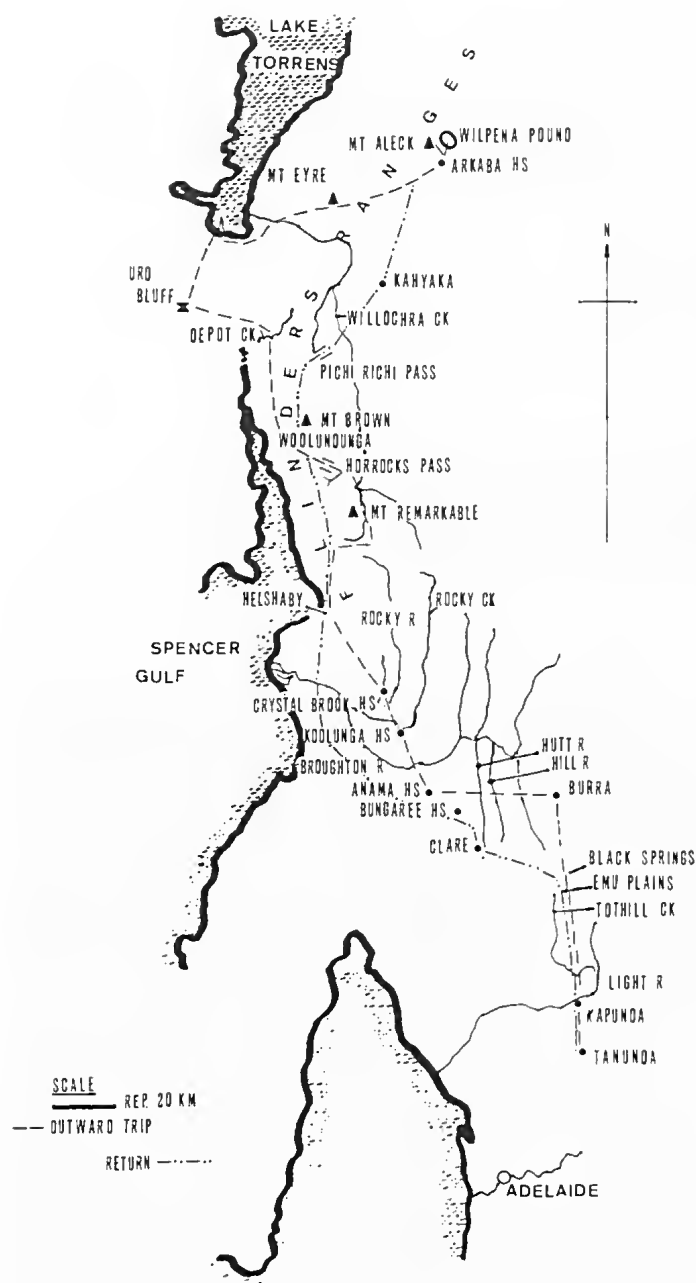 LAKE
TORRENS
FLINDERS RANGES
MT ALECK
WILPENA POUND
ARKABA HS
MT EYRE
N
URO
BLUFF
KAHYAKA
WILLOCHRA CK
DEPOT CK
PICHI RICHI PASS
MT BROWN
WOOLUNDUNGA
HORROCKS PASS
MT REMARKABLE
HELSHABY
ROCKY R
ROCKY CK
SPENCER
GULF
CRYSTAL BROOK HS
KOOLUNGA HS
BROUGHTON R
HUTT R
HILL R
ANAMA HS
BURRA
BUNGAREE HS
CLARE
BLACK SPRINGS
EMU PLAINS
TOTHILL CK
LIGHT R
KAPUNDA
TANUNDA
SCALE
REP. 20 KM
OUTWARD TRIP
RETURN
ADELAIDE